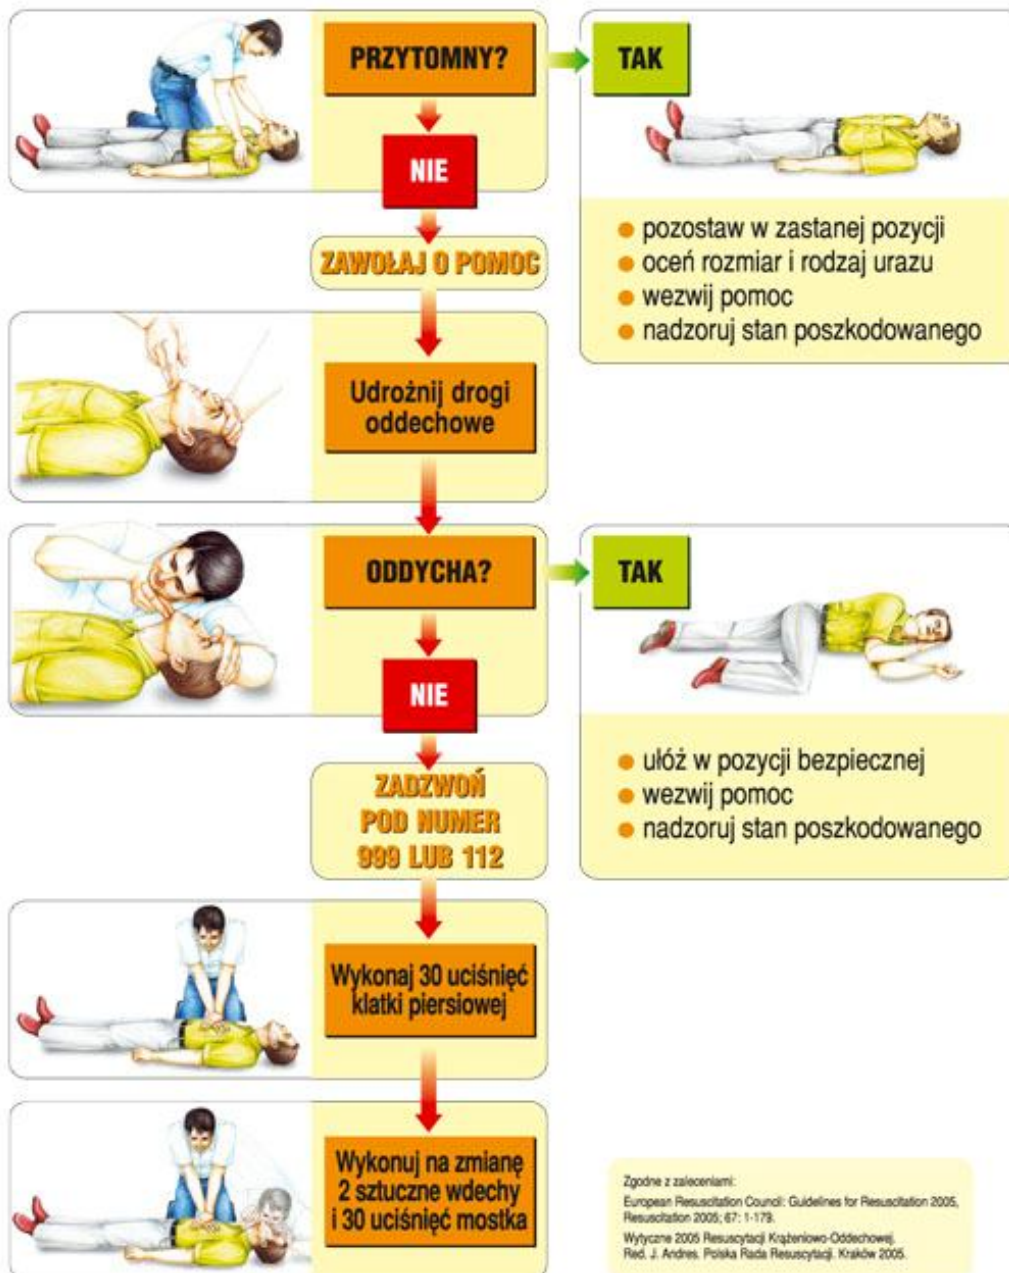 PRZYTOMNY?
TAK
NIE
ZAWOŁAJ O POMOC
pozostaw w zastanej pozycji
oceń rozmiar i rodzaj urazu
wezwij pomoc
nadzoruj stan poszkodowanego
Udrożnij drogi
oddechowe
ODDYCHA?
TAK
NIE
ułóż w pozycji bezpiecznej
wezwij pomoc
nadzoruj stan poszkodowanego
ZADZWOŃ
POD NUMER
999 LUB 112
Wykonaj 30 uciśnięć
klatki piersiowej
Wykonuj na zmianę
2 sztuczne wdechy
i 30 uciśnięć mostka
Zgodne z zaleceniami:
European Resuscitation Council: Guidelines for Resuscitation 2005,
Resuscitation 2005; 67: 1-179.
Wytyczne 2005 Resuscytacji Krążeniowo-Oddechowej.
Red. J. Andres. Polska Rada Resuscytacji. Kraków 2005.